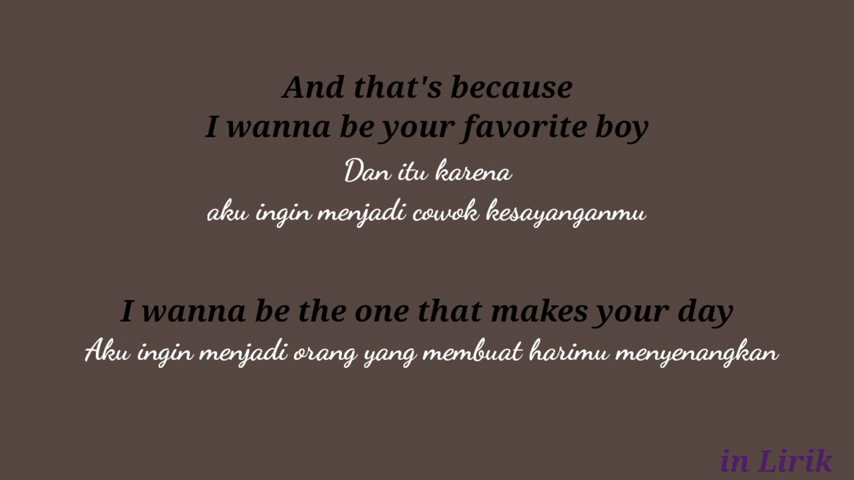 And that's because
I wanna be your favorite boy
Dan itu karena
aku ingin menjadi cowok kesayanganmu
I wanna be the one that makes your day
Aku ingin menjadi orang yang membuat harimu menyenangkan
in Lirik